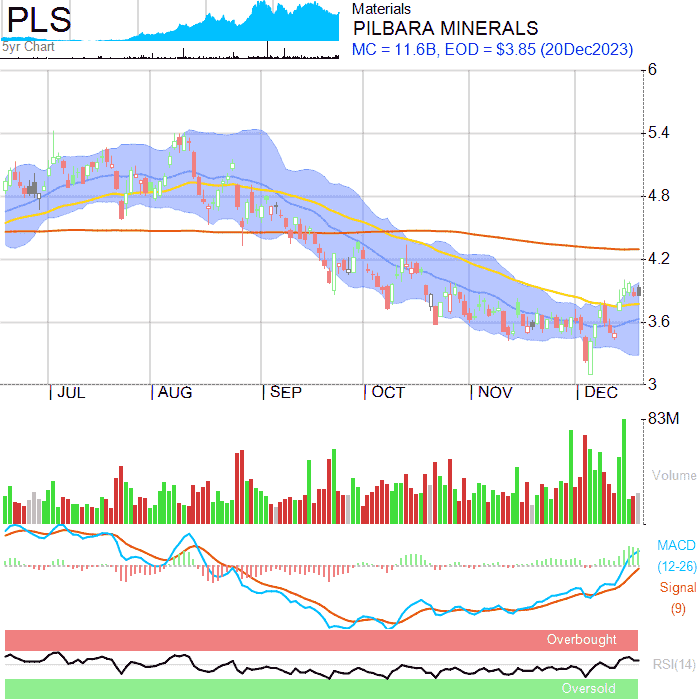 PLS
5yr Chart
Materials
PILBARA MINERALS
MC = 11.6B, EOD = $3.85 (20Dec2023)
6
5.4
4.8
4.2
3.6
3
JUL
AUG
SEP
OCT
NOV
DEC
83M
Volume
MACD
(12-26)
Signal
(9)
Overbought
RSI(14)
Oversold